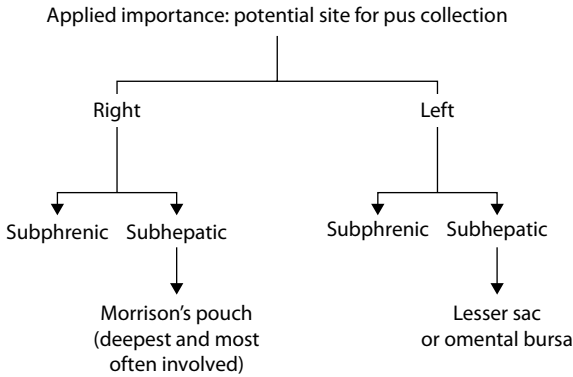 Applied importance: potential site for pus collection
Right
Left
Subphrenic
Subhepatic
Subphrenic
Subhepatic
Morrison's pouch
(deepest and most
often involved)
Lesser sac
or omental bursa